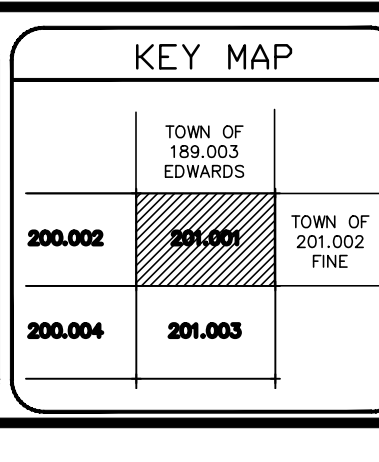 KEY MAP
TOWN OF
189.003
EDWARDS
200.002
201.001
TOWN OF
201.002
FINE
200.004
201.003